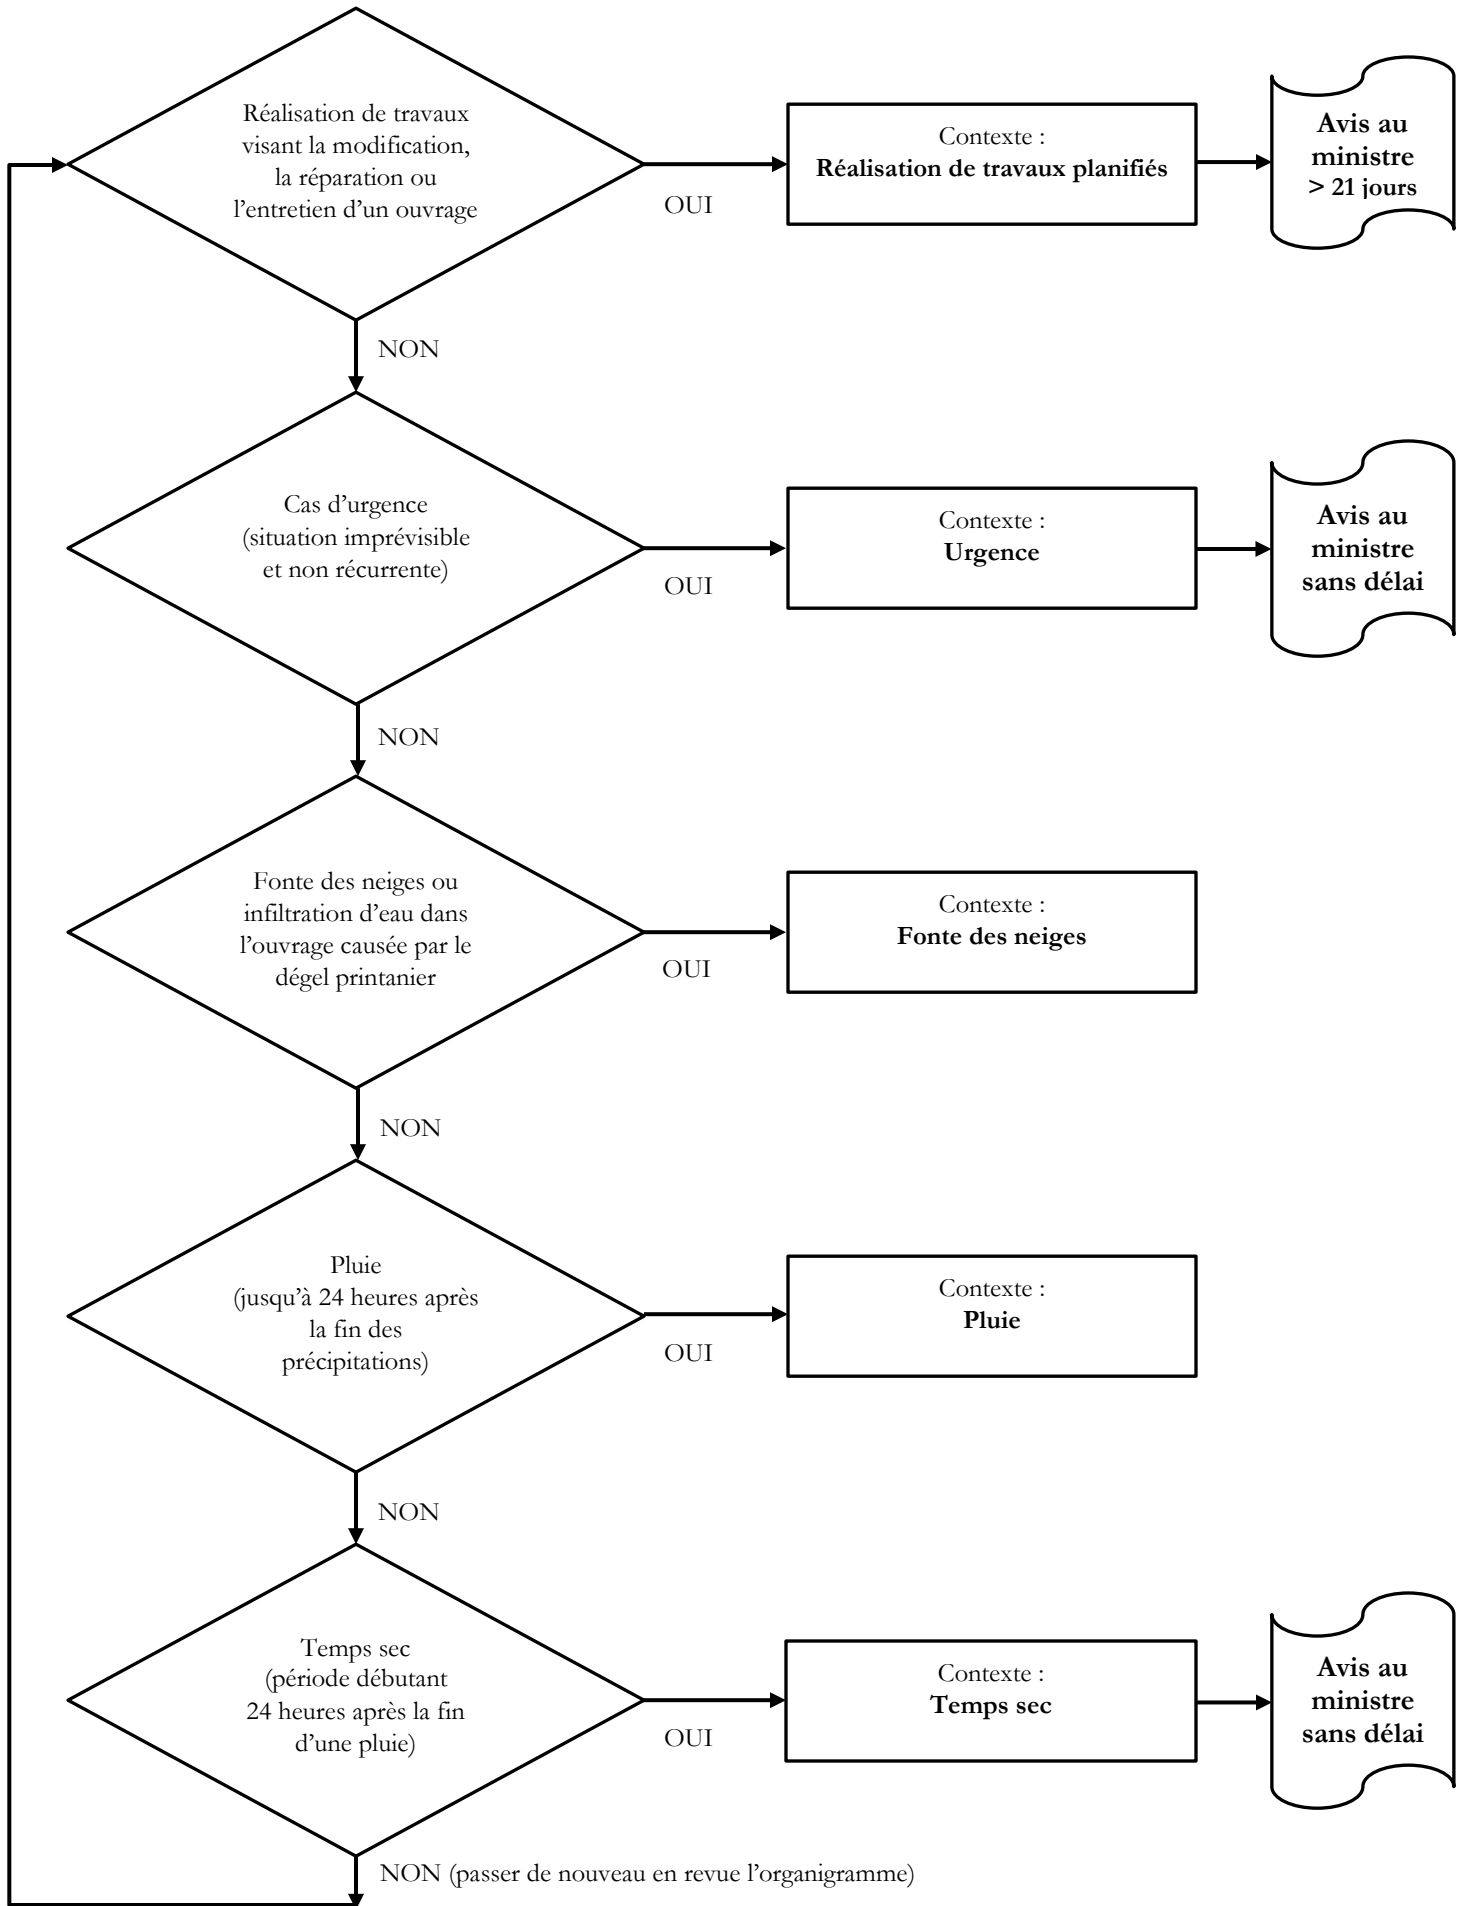 Réalisation de travaux
visant la modification,
la réparation ou
l’entretien d’un ouvrage
OUI
Contexte :
Réalisation de travaux planifiés
Avis au
ministre
> 21 jours
NON
Cas d’urgence
(situation imprévisible
et non récurrente)
OUI
Contexte :
Urgence
Avis au
ministre
sans délai
NON
Fonte des neiges ou
infiltration d’eau dans
l’ouvrage causée par le
dégel printanier
OUI
Contexte :
Fonte des neiges
NON
Pluie
(jusqu’à 24 heures après
la fin des
précipitations)
OUI
Contexte :
Pluie
NON
Temps sec
(période débutant
24 heures après la fin
d’une pluie)
OUI
Contexte :
Temps sec
Avis au
ministre
sans délai
NON (passer de nouveau en revue l’organigramme)